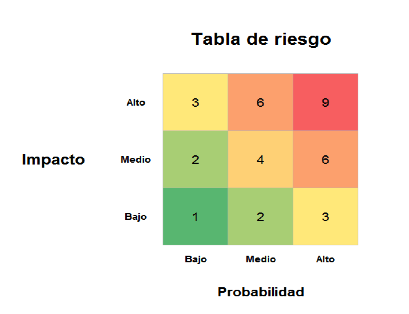 Tabla de riesgo
Alto 3 6 9
Impacto Medio 2 4 6
Bajo 1 2 3
Bajo Medio Alto
Probabilidad